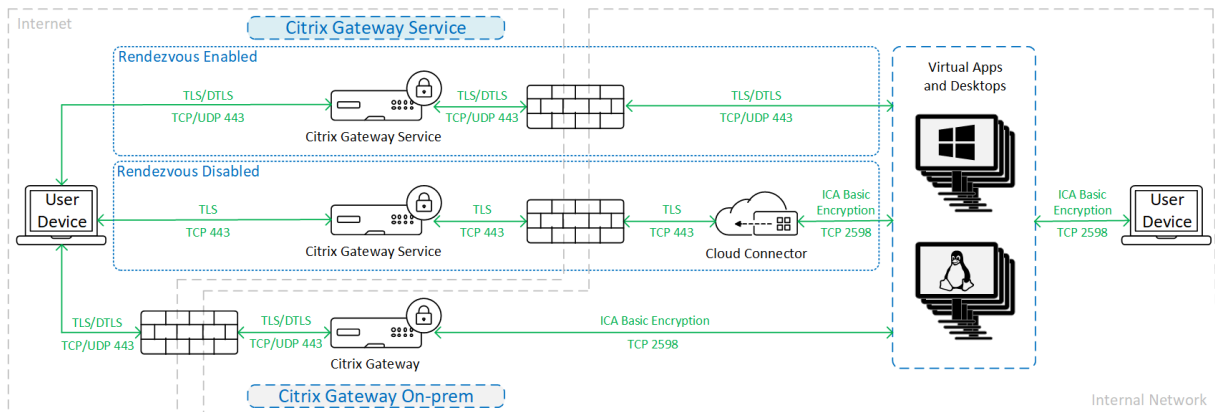 Internet
Citrix Gateway Service
Rendezvous Enabled
TLS/DTLS
TCP/UDP 443
Citrix Gateway Service
TLS/DTLS
TCP/UDP 443
TLS/DTLS
TCP/UDP 443
Virtual Apps
and Desktops
Rendezvous Disabled
User
Device
TLS
TCP 443
Citrix Gateway Service
TLS
TCP 443
TLS
TCP 443
Cloud Connector
ICA Basic
Encryption
TCP 2598
ICA Basic
Encryption
TCP 2598
User
Device
TLS/DTLS
TCP/UDP 443
TLS/DTLS
TCP/UDP 443
Citrix Gateway
ICA Basic Encryption
TCP 2598
Citrix Gateway On-prem
Internal Network